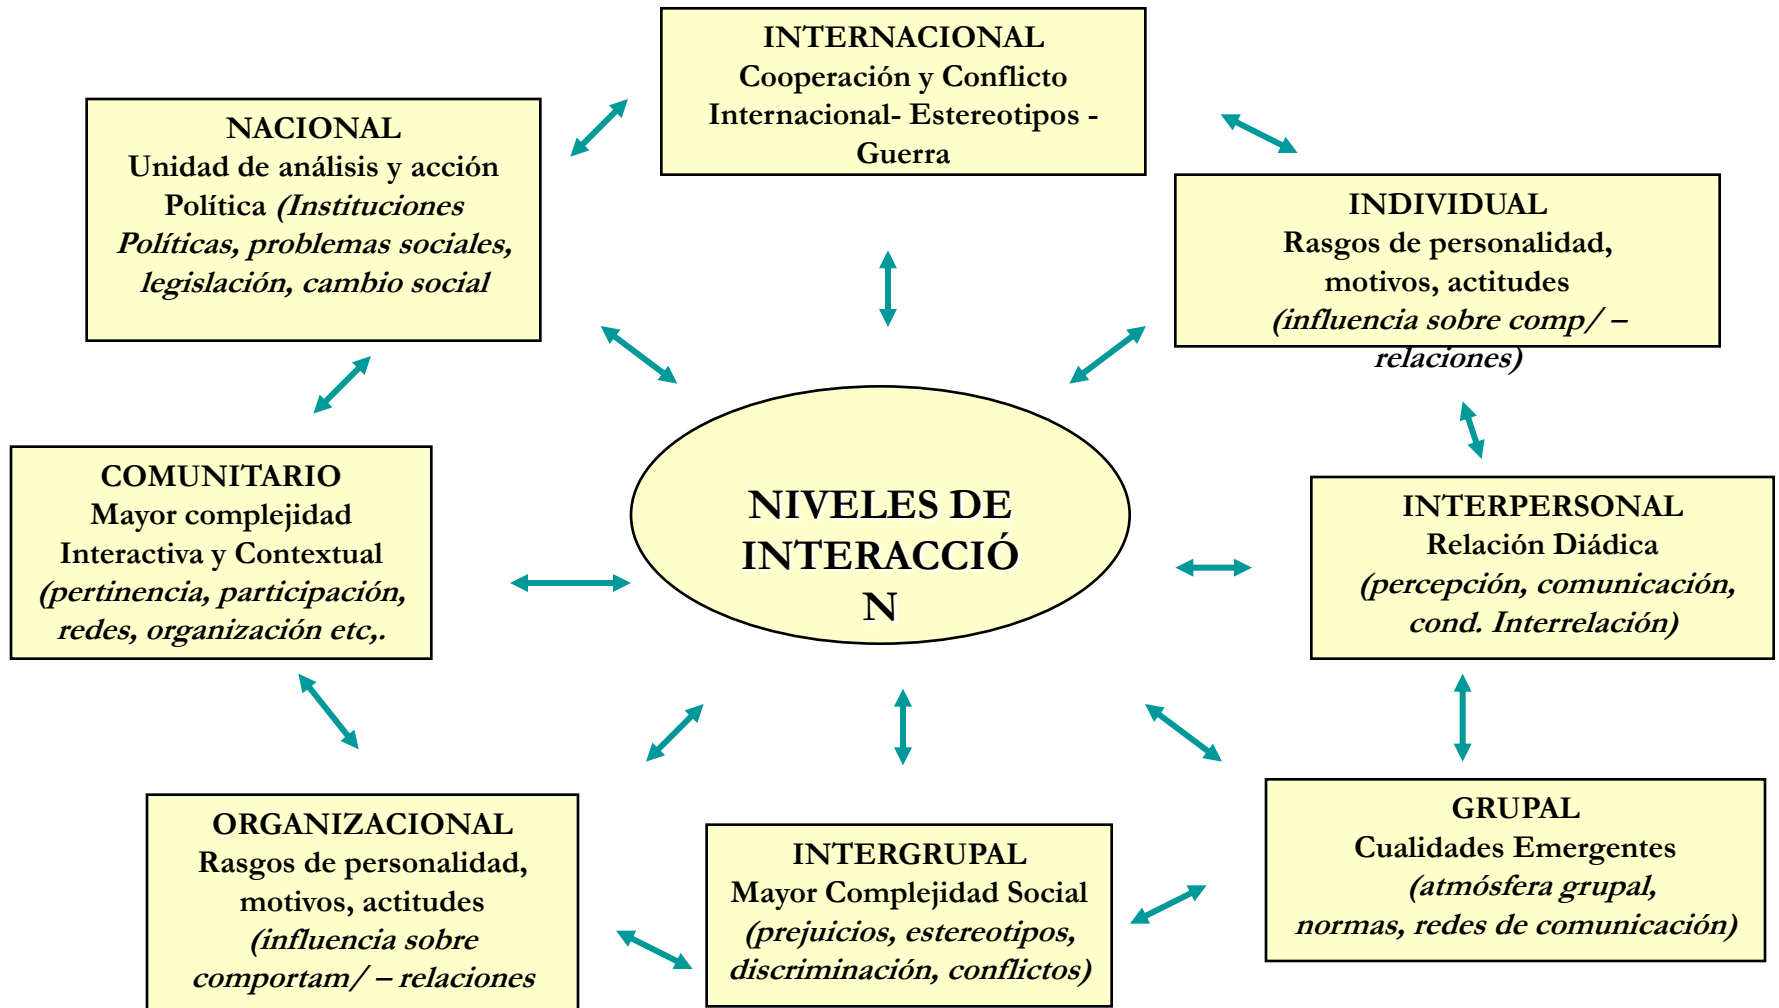 INTERNACIONAL
Cooperación y Conflicto
Internacional- Estereotipos -
Guerra
NACIONAL
Unidad de análisis y acción
Política (Instituciones
Políticas, problemas sociales,
legislación, cambio social
INDIVIDUAL
Rasgos de personalidad,
motivos, actitudes
(influencia sobre comp/ –
relaciones)
COMUNITARIO
Mayor complejidad
Interactiva y Contextual
(pertinencia, participación,
redes, organización etc,.
NIVELES DE
INTERACCIÓ
N
INTERPERSONAL
Relación Diádica
(percepción, comunicación,
cond. Interrelación)
ORGANIZACIONAL
Rasgos de personalidad,
motivos, actitudes
(influencia sobre
comportam/ – relaciones
INTERGRUPAL
Mayor Complejidad Social
(prejuicios, estereotipos,
discriminación, conflictos)
GRUPAL
Cualidades Emergentes
(atmósfera grupal,
normas, redes de comunicación)